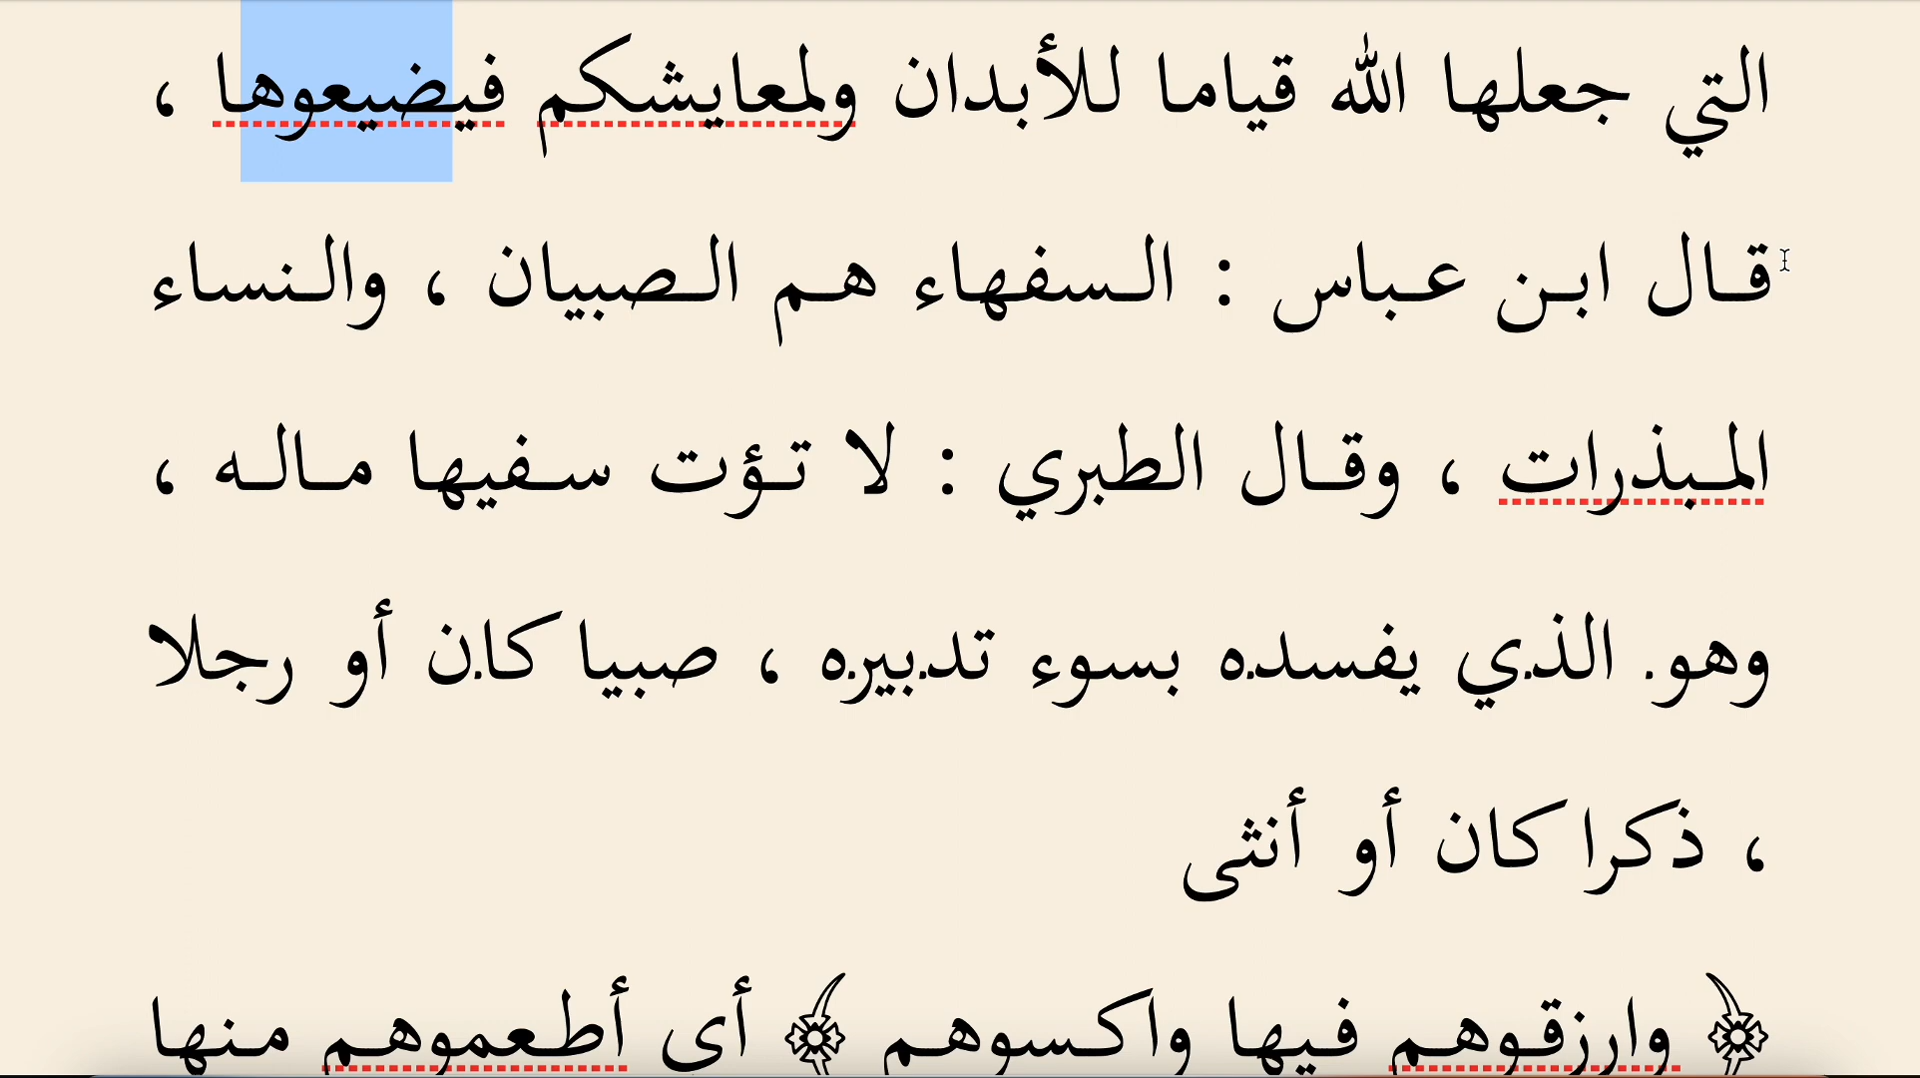 التي جعلها الله قياما للأبدان ولمعايشكم فيضيعوها ،
قال ابن عباس : السفهاء هم الصبيان ، والنساء
المبذرات ، وقال الطبري : لا تؤت سفيها ماله ،
وهو. الذي يفسده بسوء تدبيره ، صبيا كان أو رجلا
، ذكرا كان أو أنثى
﴿ وارزقوهم فيها واكسوهم ﴾ أى أطعموهم منها